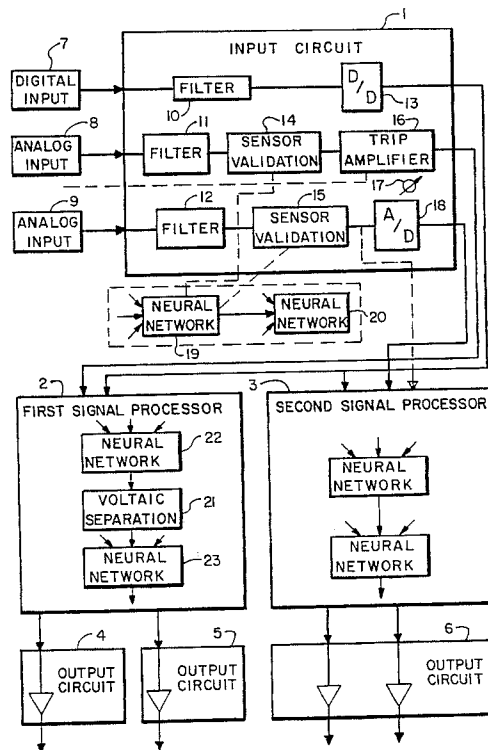 1
INPUT CIRCUIT
7
DIGITAL
INPUT
FILTER
10
D/D
13
8
ANALOG
INPUT
11
FILTER
14
SENSOR
VALIDATION
16
TRIP
AMPLIFIER
17
9
ANALOG
INPUT
12
FILTER
15
SENSOR
VALIDATION
A/D
18
NEURAL
NETWORK
19
NEURAL
NETWORK
20
2
FIRST SIGNAL PROCESSOR
NEURAL
NETWORK
22
VOLTAIC
SEPARATION
21
NEURAL
NETWORK
23
3
SECOND SIGNAL PROCESSOR
NEURAL
NETWORK
NEURAL
NETWORK
4
OUTPUT
CIRCUIT
5
OUTPUT
CIRCUIT
6
OUTPUT
CIRCUIT